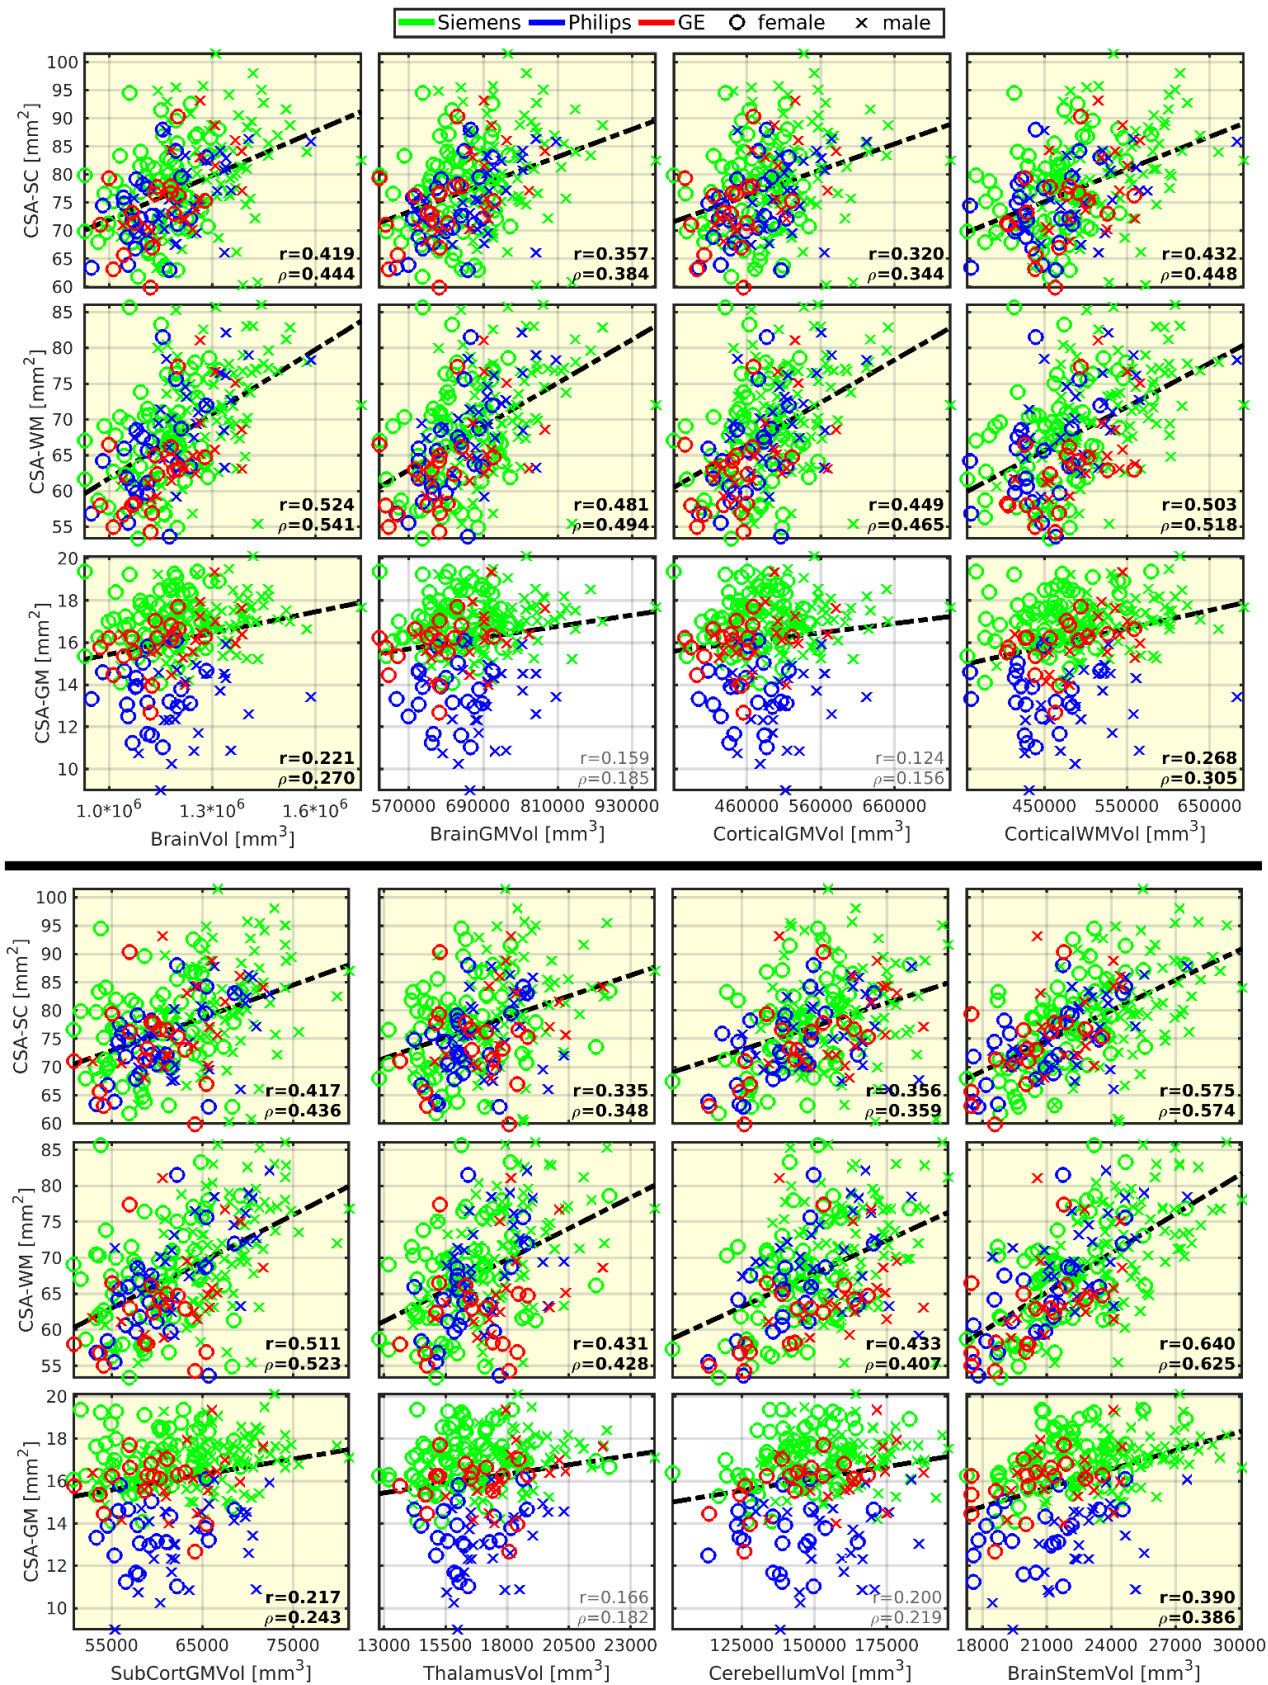 Siemens Philips GE female male
100
95
90
85
80
75
70
65
60
CSA-SC [mm²]
r=0.419
ρ=0.444
r=0.357
ρ=0.384
r=0.320
ρ=0.344
r=0.432
ρ=0.448
85
80
75
70
65
60
55
CSA-WM [mm²]
r=0.524
ρ=0.541
r=0.481
ρ=0.494
r=0.449
ρ=0.465
r=0.503
ρ=0.518
20
18
16
14
12
10
CSA-GM [mm²]
r=0.221
ρ=0.270
r=0.159
ρ=0.185
r=0.124
ρ=0.156
r=0.268
ρ=0.305
1.0*10⁶ 1.3*10⁶ 1.6*10⁶
570000 690000 810000 930000
460000 560000 660000
450000 550000 650000
BrainVol [mm³]
BrainGMVol [mm³]
CorticalGMVol [mm³]
CorticalWMVol [mm³]
100
95
90
85
80
75
70
65
60
CSA-SC [mm²]
r=0.417
ρ=0.436
r=0.335
ρ=0.348
r=0.356
ρ=0.359
r=0.575
ρ=0.574
85
80
75
70
65
60
55
CSA-WM [mm²]
r=0.511
ρ=0.523
r=0.431
ρ=0.428
r=0.433
ρ=0.407
r=0.640
ρ=0.625
20
18
16
14
12
10
CSA-GM [mm²]
r=0.217
ρ=0.243
r=0.166
ρ=0.182
r=0.200
ρ=0.219
r=0.390
ρ=0.386
55000 65000 75000
13000 15500 18000 20500 23000
125000 150000 175000
18000 21000 24000 27000 30000
SubCortGMVol [mm³]
ThalamusVol [mm³]
CerebellumVol [mm³]
BrainStemVol [mm³]